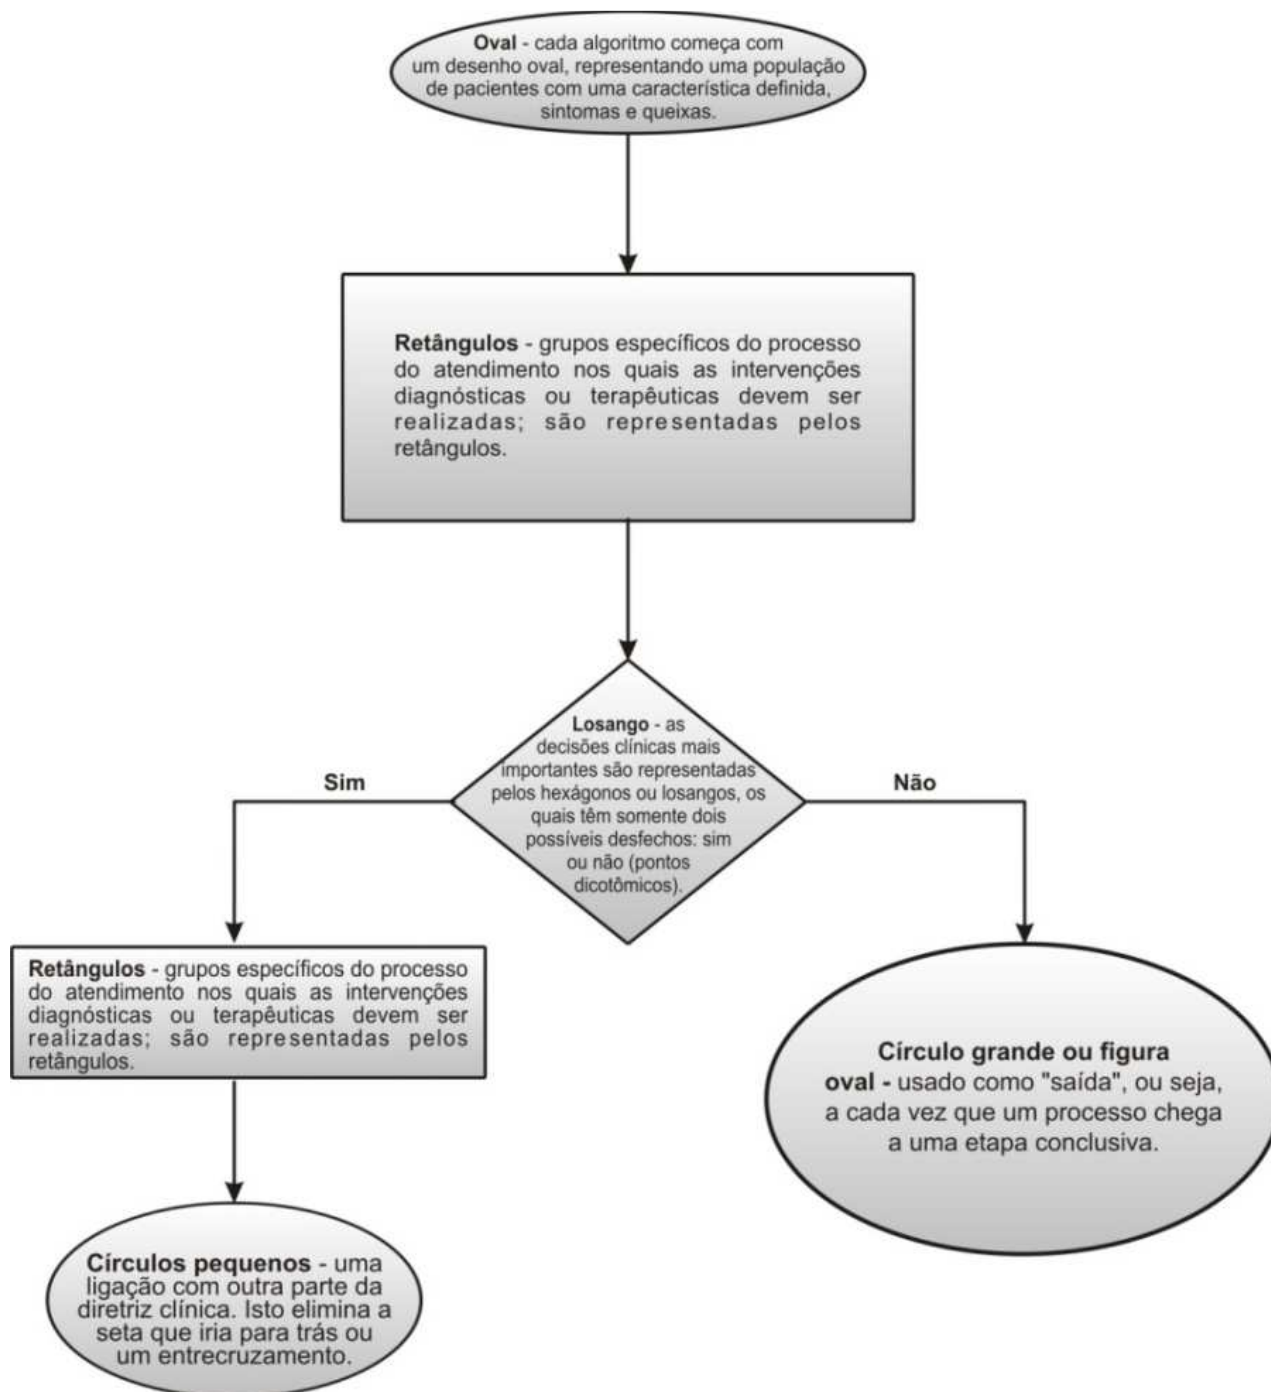 Oval - cada algoritmo começa com
um desenho oval, representando uma população
de pacientes com uma característica definida,
sintomas e queixas.
Retângulos - grupos específicos do processo
do atendimento nos quais as intervenções
diagnósticas ou terapêuticas devem ser
realizadas; são representadas pelos
retângulos.
Losango - as
decisões clínicas mais
importantes são representadas
pelos hexágonos ou losangos, os
quais têm somente dois
possíveis desfechos: sim
ou não (pontos
dicotômicos).
Sim
Não
Retângulos - grupos específicos do processo
do atendimento nos quais as intervenções
diagnósticas ou terapêuticas devem ser
realizadas; são representadas pelos
retângulos.
Círculo grande ou figura
oval - usado como "saída", ou seja,
a cada vez que um processo chega
a uma etapa conclusiva.
Círculos pequenos - uma
ligação com outra parte da
diretriz clínica. Isto elimina a
seta que iria para trás ou
um entrecruzamento.